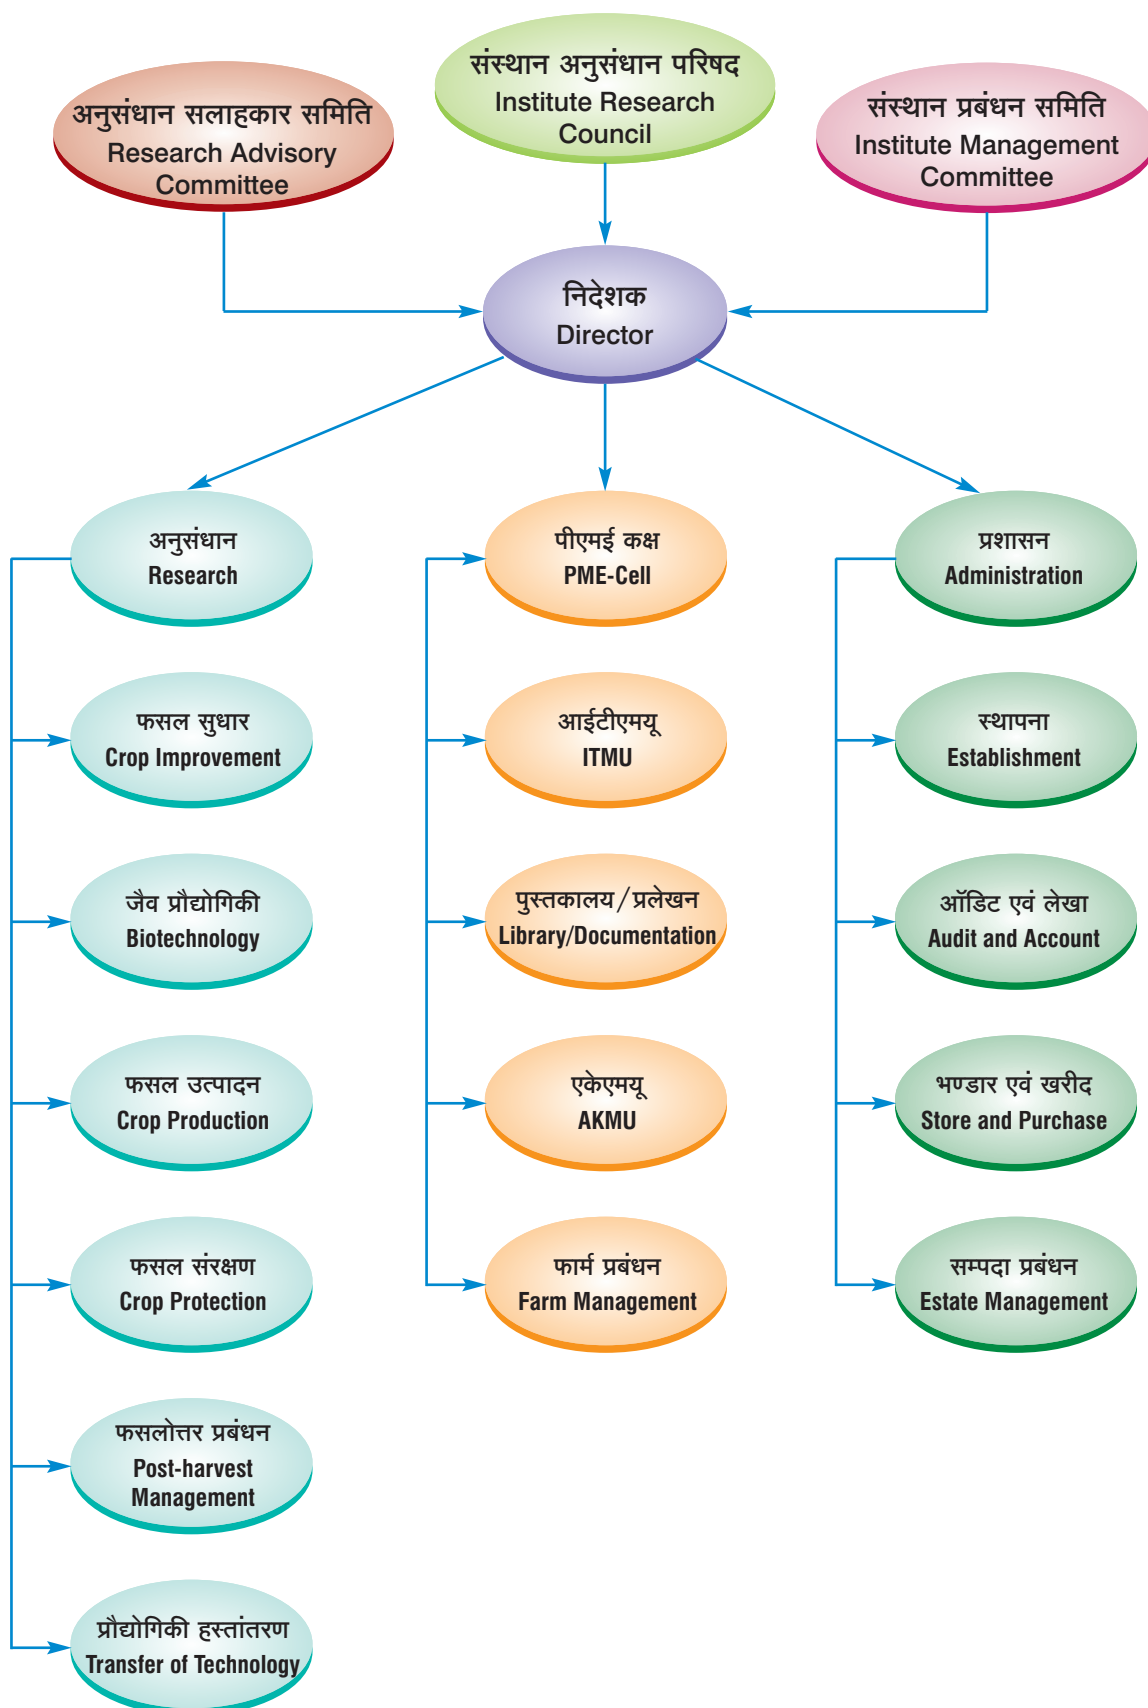 अनुसंधान सलाहकार समिति
Research Advisory
Committee
संस्थान अनुसंधान परिषद
Institute Research
Council
संस्थान प्रबंधन समिति
Institute Management
Committee
निदेशक
Director
अनुसंधान
Research
फसल सुधार
Crop Improvement
जैव प्रौद्योगिकी
Biotechnology
फसल उत्पादन
Crop Production
फसल संरक्षण
Crop Protection
फसलोत्तर प्रबंधन
Post-harvest
Management
प्रौद्योगिकी हस्तांतरण
Transfer of Technology
पीएमई कक्ष
PME-Cell
आईटीएमयू
ITMU
पुस्तकालय/प्रलेखन
Library/Documentation
एकेएमयू
AKMU
फार्म प्रबंधन
Farm Management
प्रशासन
Administration
स्थापना
Establishment
ऑडिट एवं लेखा
Audit and Account
भण्डार एवं खरीद
Store and Purchase
सम्पदा प्रबंधन
Estate Management